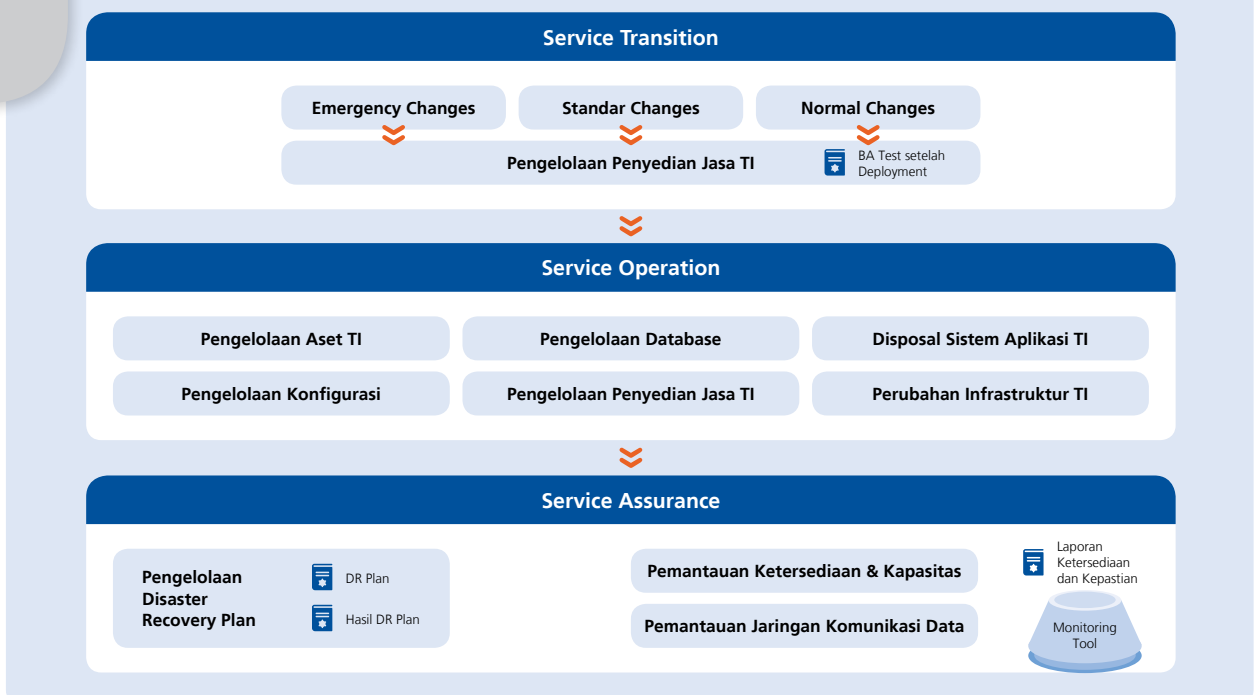 Service Transition
Emergency Changes
Standar Changes
Normal Changes
Pengelolaan Penyedian Jasa TI
BA Test setelah
Deployment
Service Operation
Pengelolaan Aset TI
Pengelolaan Database
Disposal Sistem Aplikasi TI
Pengelolaan Konfigurasi
Pengelolaan Penyedian Jasa TI
Perubahan Infrastruktur TI
Service Assurance
Pengelolaan
Disaster
Recovery Plan
DR Plan
Hasil DR Plan
Pemantauan Ketersediaan & Kapasitas
Pemantauan Jaringan Komunikasi Data
Laporan
Ketersediaan
dan Kepastian
Monitoring
Tool